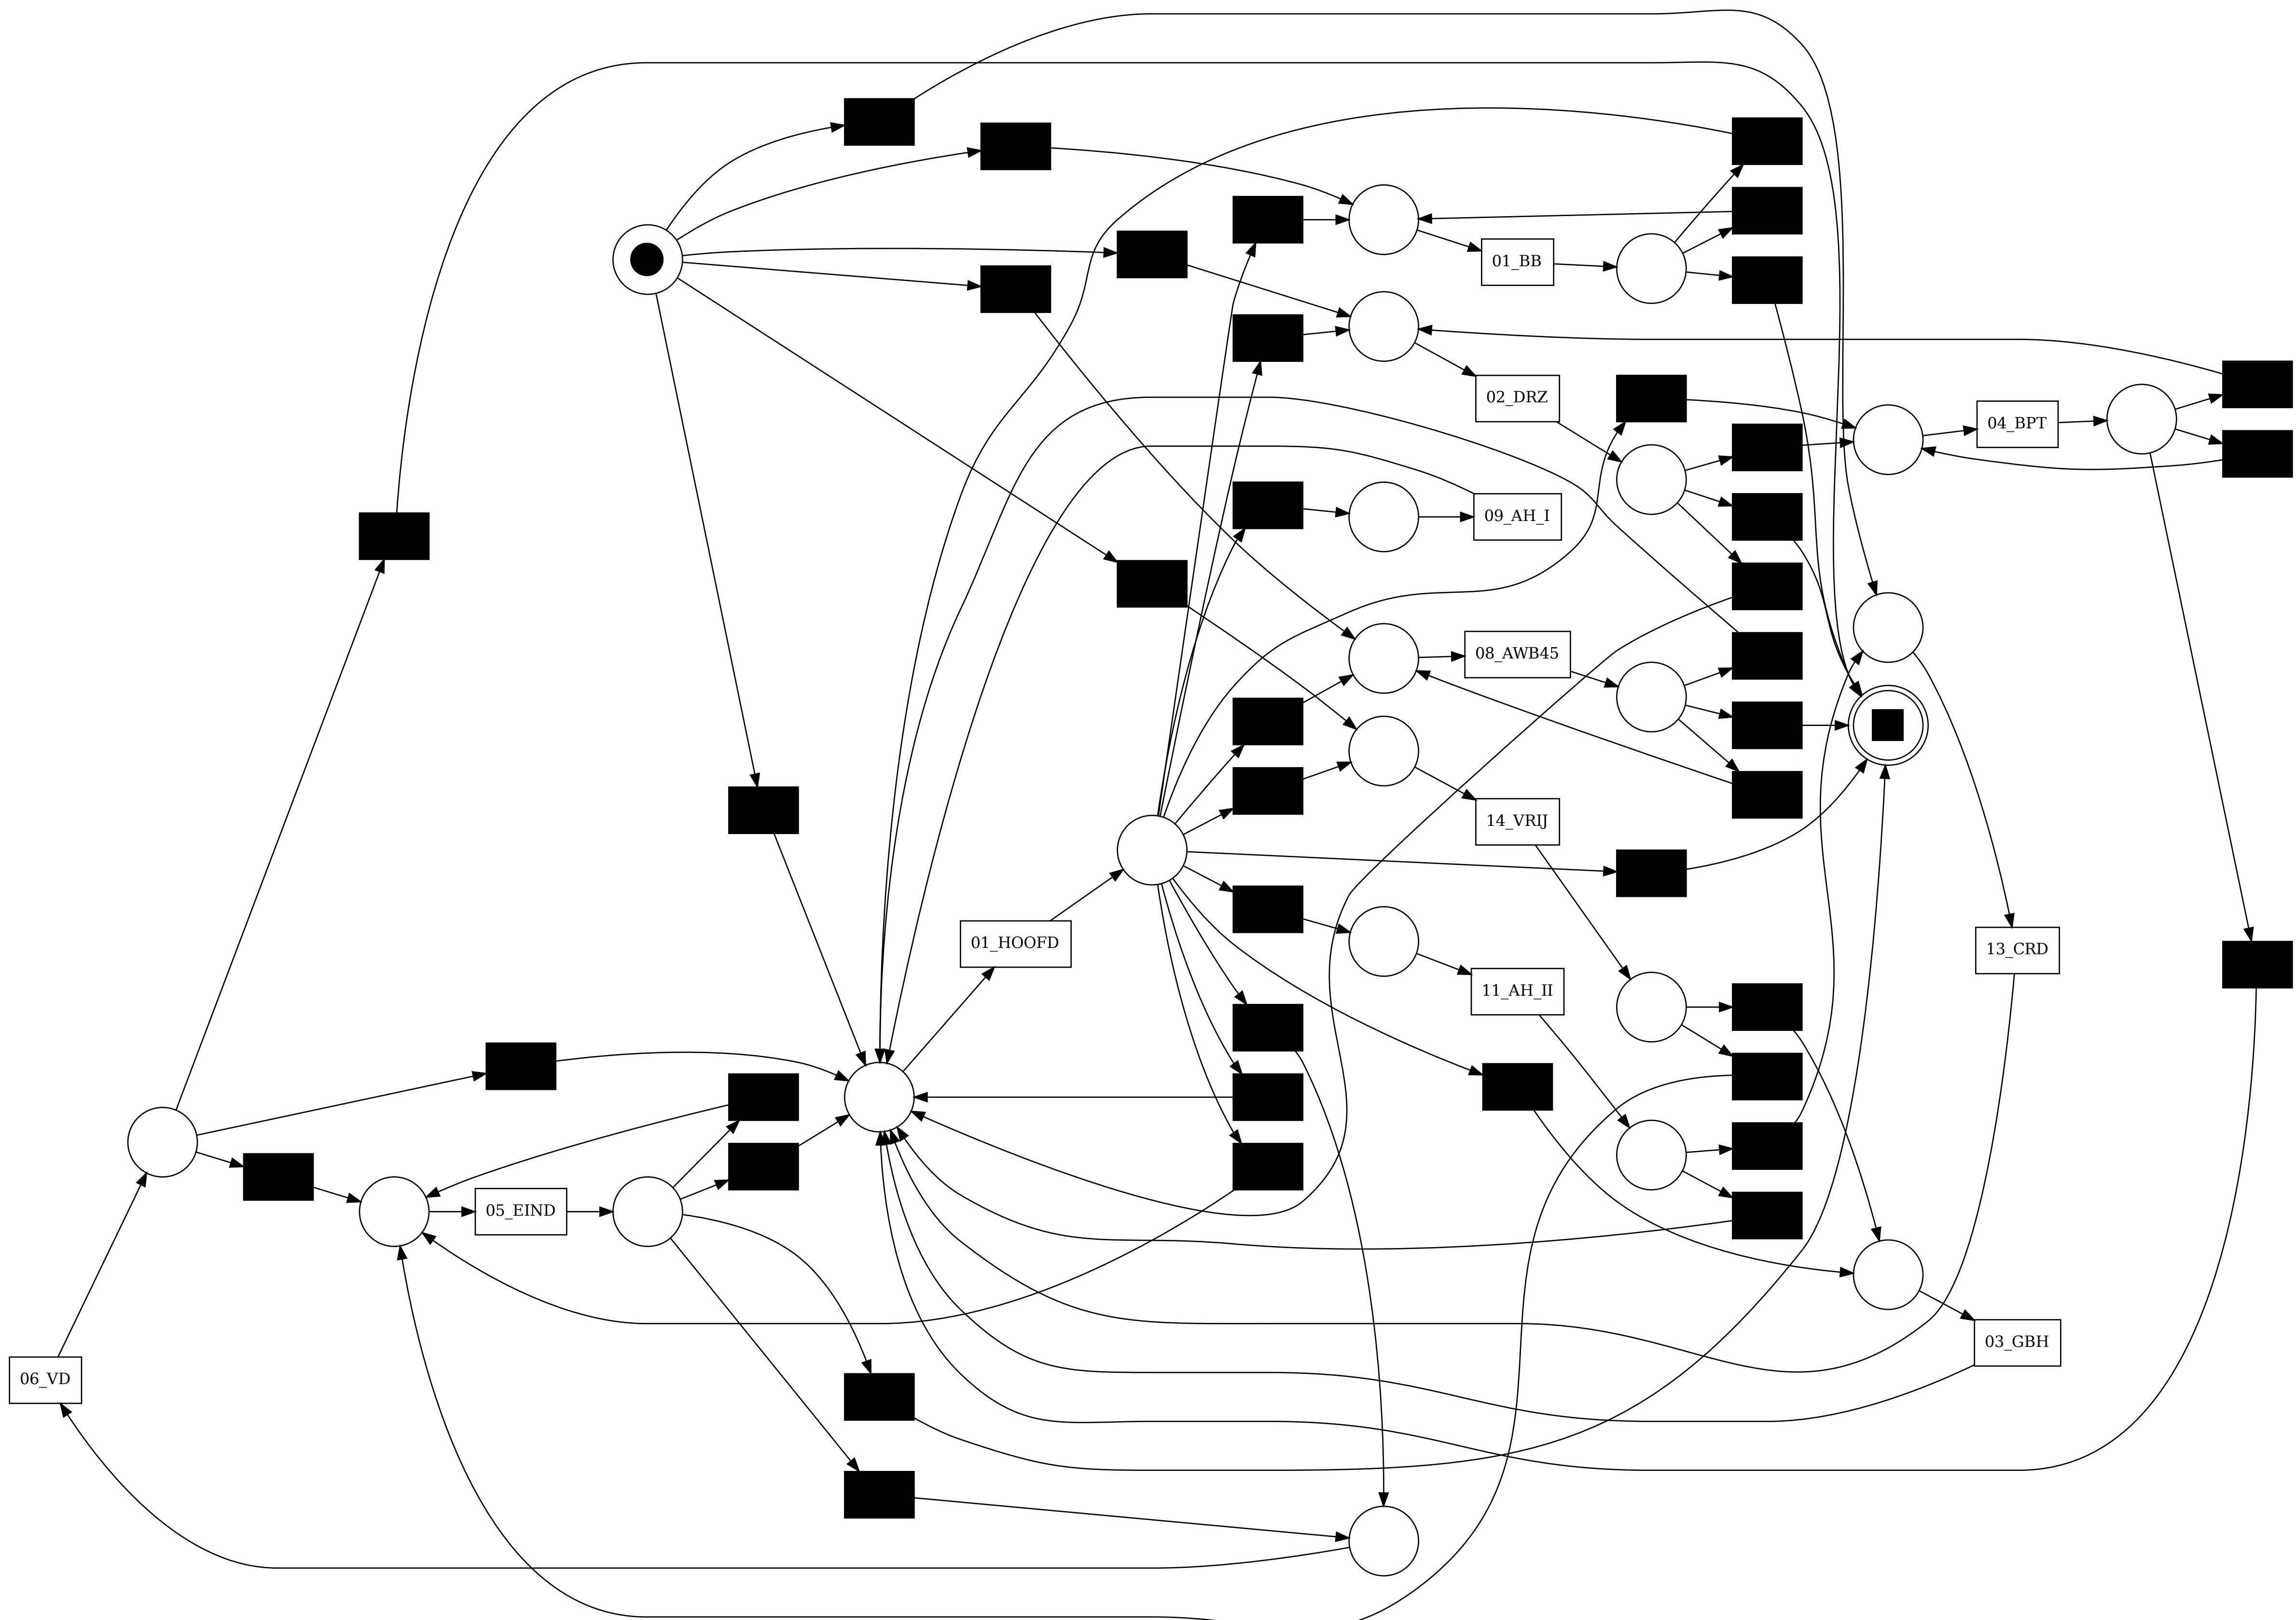 01_BB
02_DRZ
04_BPT
09_AH_I
08_AWB45
14_VRIJ
01_HOOFD
13_CRD
11_AH_II
05_EIND
03_GBH
06_VD